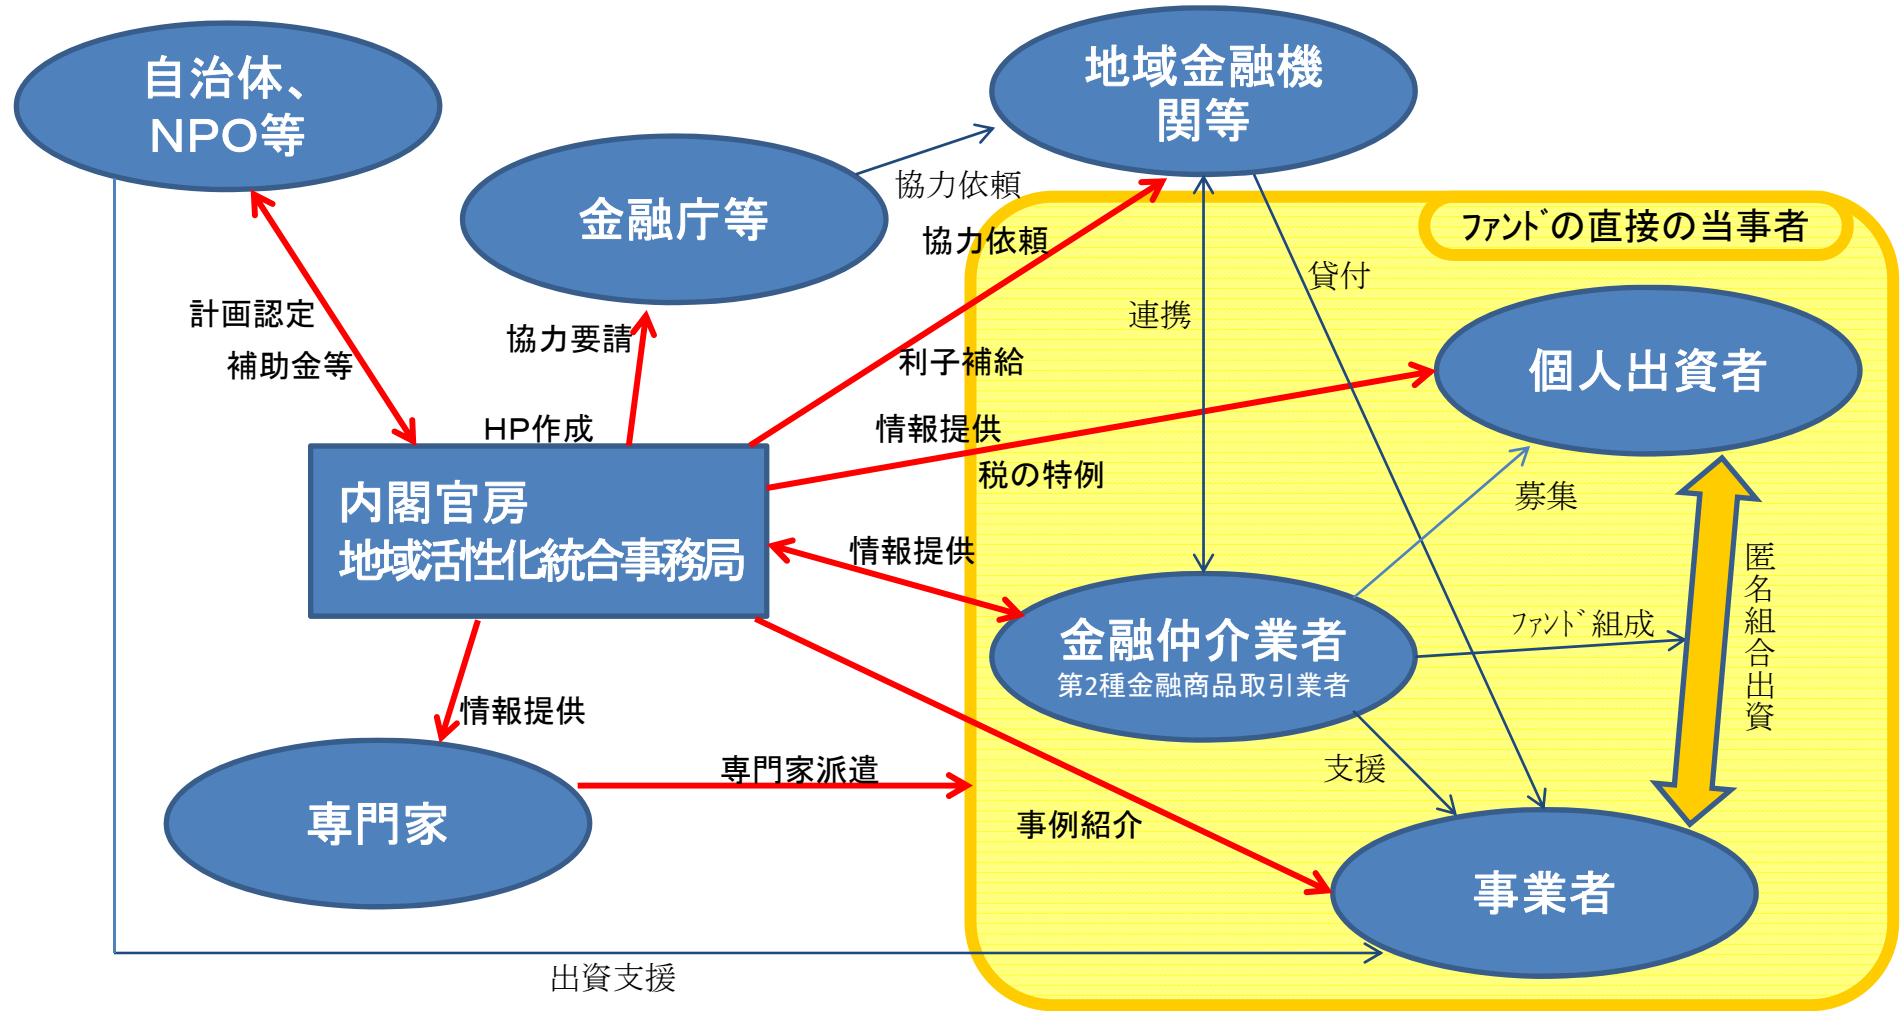 自治体、
NPO等
地域金融機
関等
金融庁等
協力依頼
ﾌｧﾝﾄﾞの直接の当事者
協力依頼
貸付
計画認定
連携
協力要請
補助金等
利子補給
個人出資者
HP作成
情報提供
税の特例
募集
内閣官房
地域活性化統合事務局
情報提供
匿名組合出資
ﾌｧﾝﾄﾞ組成
金融仲介業者
第2種金融商品取引業者
情報提供
専門家派遣
支援
専門家
事例紹介
事業者
出資支援